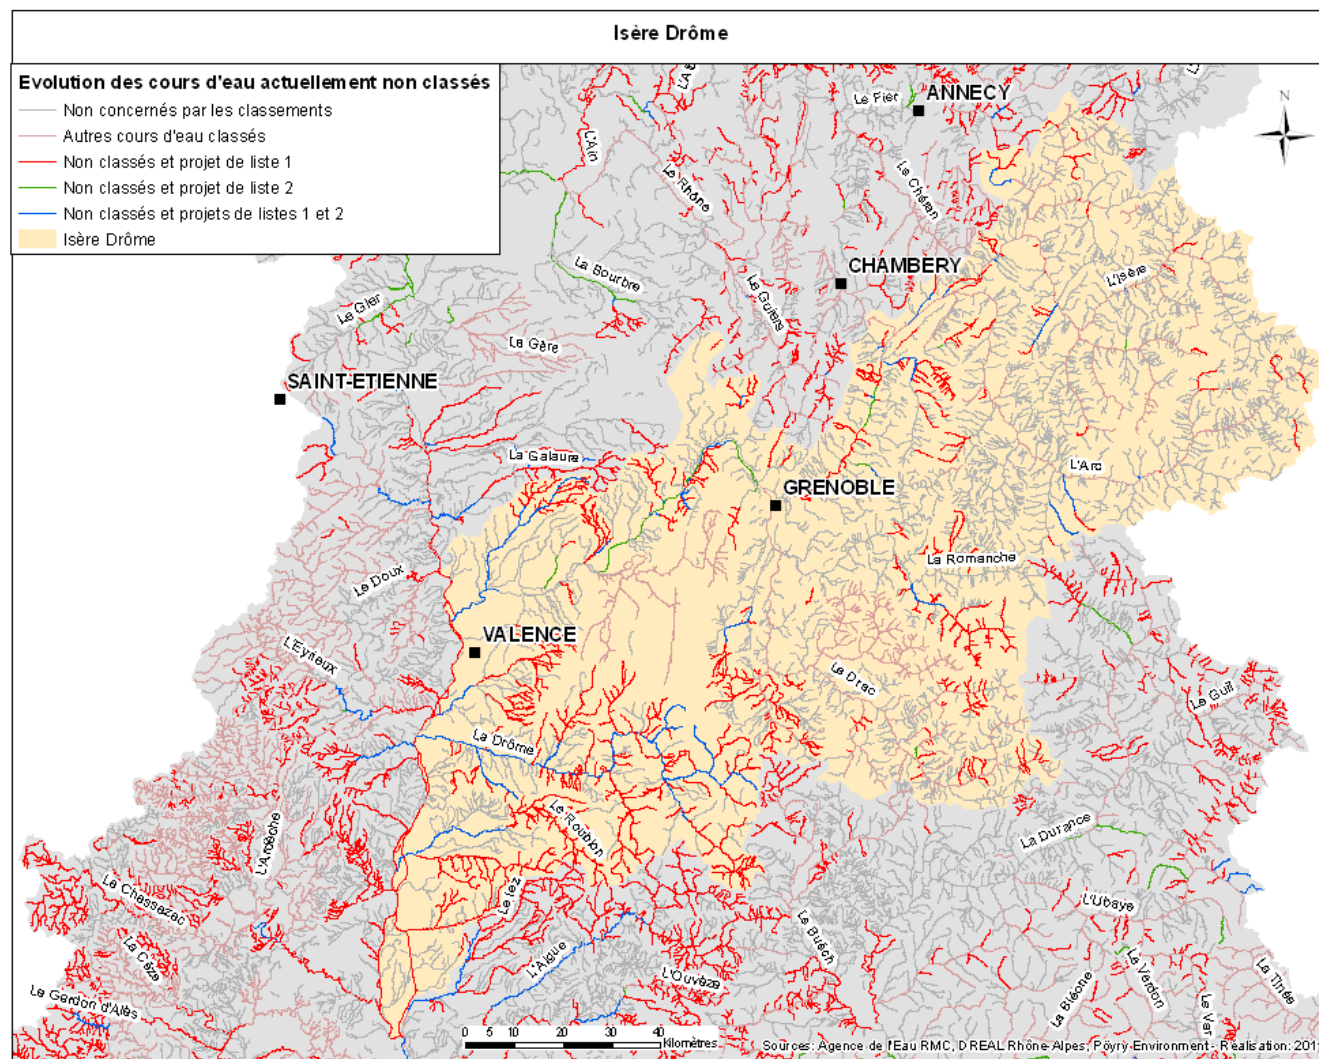 Isère Drôme
Evolution des cours d'eau actuellement non classés
Non concernés par les classements
Autres cours d'eau classés
Non classés et projet de liste 1
Non classés et projet de liste 2
Non classés et projets de listes 1 et 2
Isère Drôme
N
Le Fier
ANNECY
L'Ain
Le Rhône
Le Chéran
La Bourbre
CHAMBERY
L'Isère
Le Gier
Le Guiers
La Gère
SAINT-ETIENNE
La Galaure
L'Arc
GRENOBLE
La Romanche
Le Doux
VALENCE
L'Eyrieux
Le Drac
Le Guil
La Drôme
Le Roubion
La Durance
L'Ardèche
Le lez
La Chassezac
L'Ubaye
Le Buëch
La Cèze
L'Aigue
L'Ouvèze
La Bléone
Le Verdon
La Tinée
Le Gardon d'Alès
Le Var
0 5 10 20 30 40
Kilomètres
Sources: Agence de l'Eau RMC, DREAL Rhône-Alpes, Pöyry Environment - Réalisation: 201